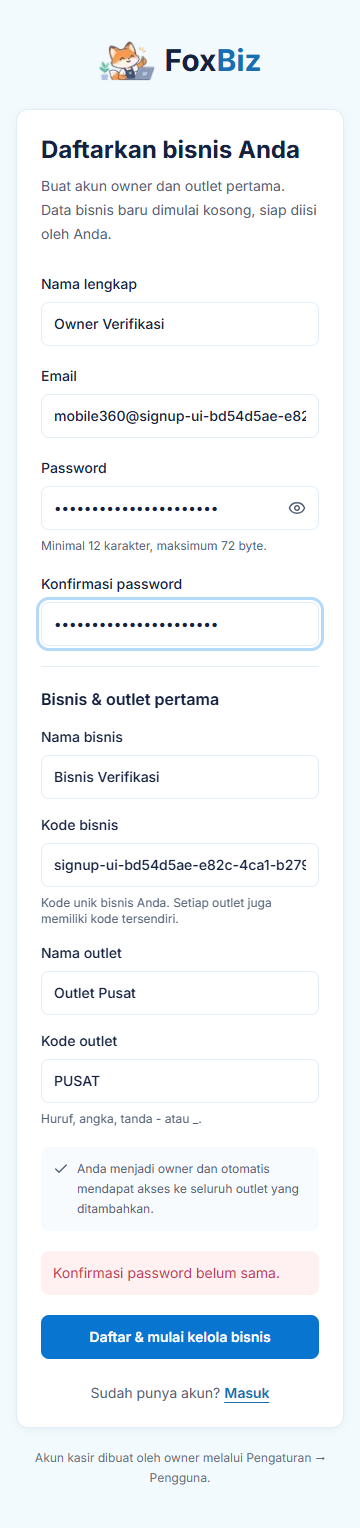 FoxBiz
Daftarkan bisnis Anda
Buat akun owner dan outlet pertama.
Data bisnis baru dimulai kosong, siap diisi
oleh Anda.
Nama lengkap
Owner Verifikasi
Email
mobile360@signup-ui-bd54d5ae-e82
Password
••••••••••••••••••••••
Minimal 12 karakter, maksimum 72 byte.
Konfirmasi password
••••••••••••••••••••••
Bisnis & outlet pertama
Nama bisnis
Bisnis Verifikasi
Kode bisnis
signup-ui-bd54d5ae-e82c-4ca1-b279
Kode unik bisnis Anda. Setiap outlet juga
memiliki kode tersendiri.
Nama outlet
Outlet Pusat
Kode outlet
PUSAT
Huruf, angka, tanda - atau _.
Anda menjadi owner dan otomatis
mendapat akses ke seluruh outlet yang
ditambahkan.
Konfirmasi password belum sama.
Daftar & mulai kelola bisnis
Sudah punya akun? Masuk
Akun kasir dibuat oleh owner melalui Pengaturan →
Pengguna.